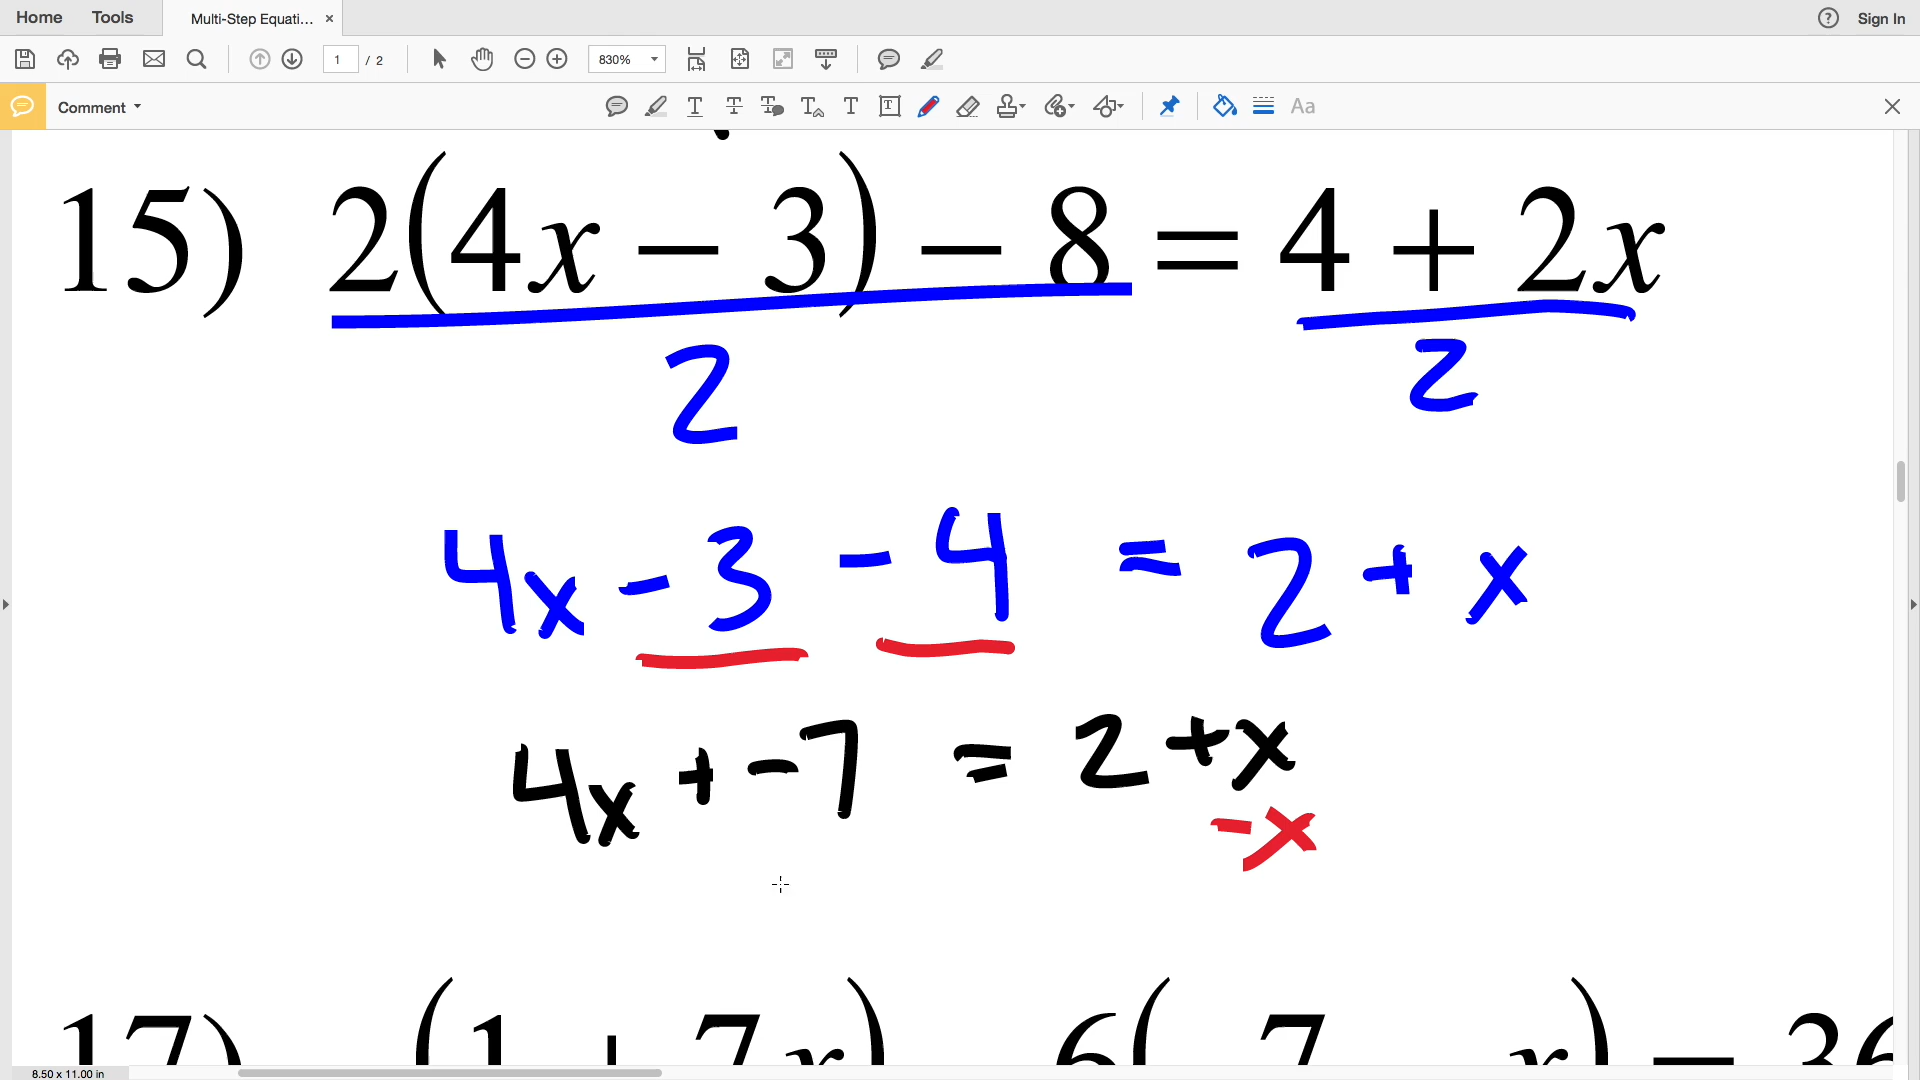 Home Tools Multi-Step Equati... × ? Sign In
1 / 2 830%
Comment Aa
15) 2(4x − 3) − 8 = 4 + 2x
2 2
4x - 3 - 4 = 2 + x
4x + -7 = 2 + x
-x
8.50 x 11.00 in